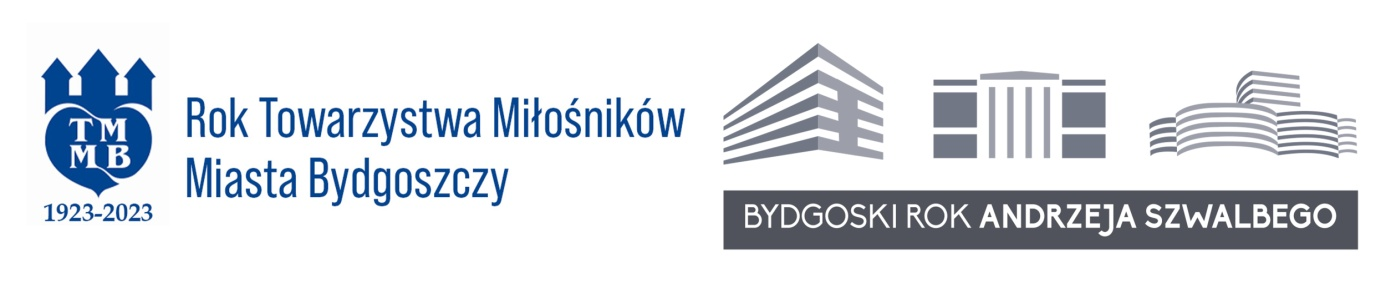 TM
MB
1923-2023
Rok Towarzystwa Miłośników
Miasta Bydgoszczy
BYDGOSKI ROK ANDRZEJA SZWALBEGO